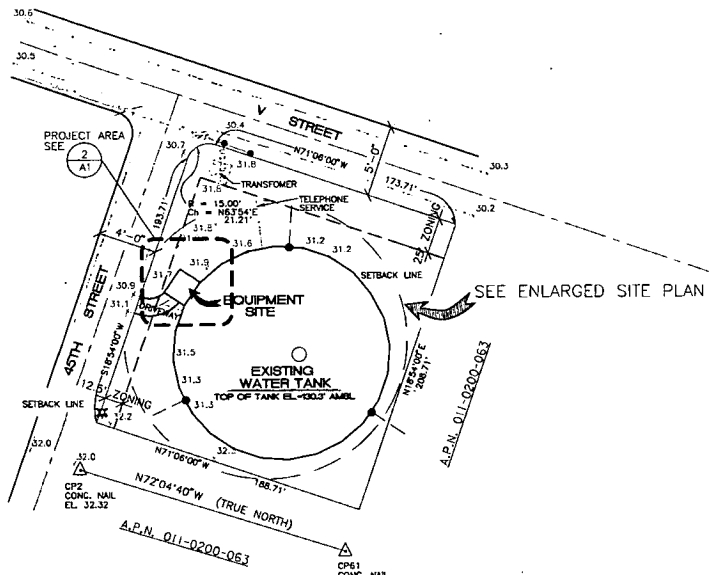 30.6
30.5
V STREET
PROJECT AREA
SEE
2
A1
30.7
30.4
31.8
N71°06'00"W
5'-0"
30.3
30.2
173.71'
TRANSFOMER
31.8
193.71'
R = 15.00'
Ch = N63°54'E
21.21'
TELEPHONE
SERVICE
25' ZONING
4'-0"
31.8
31.6
31.2
31.2
SETBACK LINE
31.7
31.9
30.9
31.1
DRIVEWAY
EQUIPMENT
SITE
SEE ENLARGED SITE PLAN
45TH STREET
S18°54'00"W
31.5
EXISTING
WATER TANK
TOP OF TANK EL=130.3' AMSL
N18°54'00"E
208.71'
12.5' ZONING
31.3
31.3
SETBACK LINE
32.0
32.0
N71°06'00"W
188.71'
CP2
CONC. NAIL
EL. 32.32
N72°04'40"W (TRUE NORTH)
A.P.N. 011-0200-063
A.P.N. 011-0200-063
CP61
CONC. NAIL